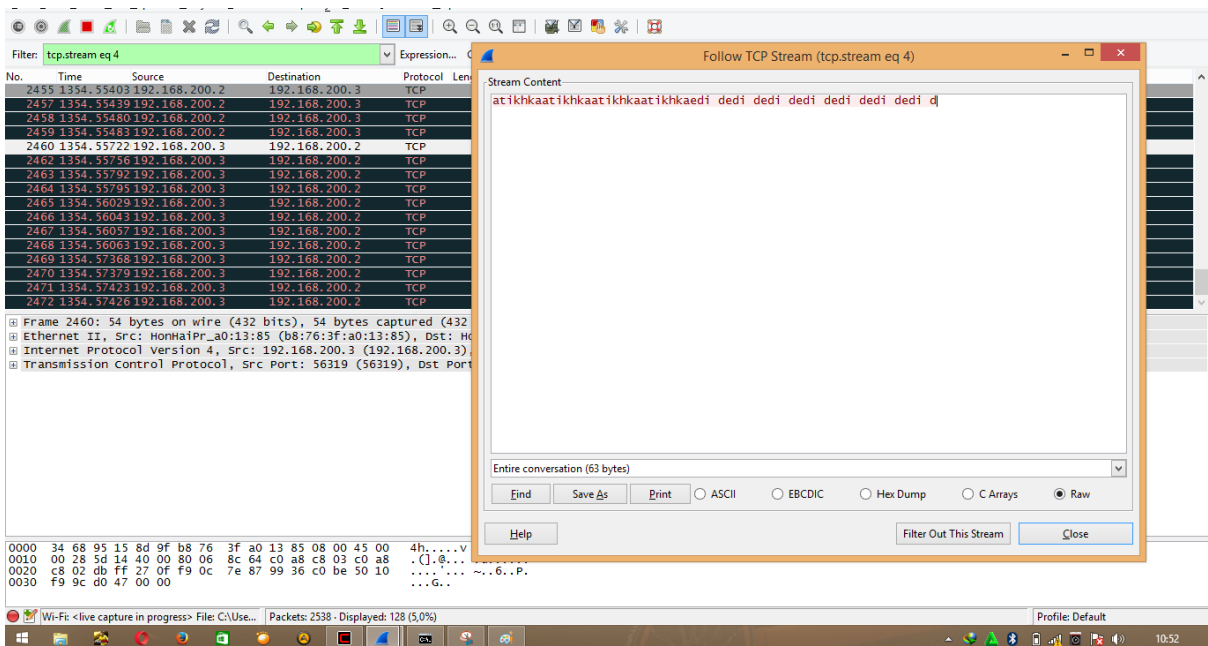 Filter: tcp.stream eq 4 Expression...
No. Time Source Destination Protocol
2455 1354.55403 192.168.200.2 192.168.200.3 TCP
2457 1354.55439 192.168.200.2 192.168.200.3 TCP
2458 1354.55480 192.168.200.2 192.168.200.3 TCP
2459 1354.55483 192.168.200.2 192.168.200.3 TCP
2460 1354.55722 192.168.200.3 192.168.200.2 TCP
2462 1354.55756 192.168.200.3 192.168.200.2 TCP
2463 1354.55792 192.168.200.3 192.168.200.2 TCP
2464 1354.55795 192.168.200.3 192.168.200.2 TCP
2465 1354.56029 192.168.200.3 192.168.200.2 TCP
2466 1354.56043 192.168.200.3 192.168.200.2 TCP
2467 1354.56057 192.168.200.3 192.168.200.2 TCP
2468 1354.56063 192.168.200.3 192.168.200.2 TCP
2469 1354.57368 192.168.200.3 192.168.200.2 TCP
2470 1354.57379 192.168.200.3 192.168.200.2 TCP
2471 1354.57423 192.168.200.3 192.168.200.2 TCP
2472 1354.57426 192.168.200.3 192.168.200.2 TCP
Frame 2460: 54 bytes on wire (432 bits), 54 bytes captured (432
Ethernet II, Src: HonHaiPr_a0:13:85 (b8:76:3f:a0:13:85), Dst:
Internet Protocol Version 4, Src: 192.168.200.3 (192.168.200.3)
Transmission Control Protocol, Src Port: 56319 (56319), Dst Port
0000 34 68 95 15 8d 9f b8 76 3f a0 13 85 08 00 45 00 4h.....v
0010 00 28 5d 14 40 00 80 06 8c 64 c0 a8 c8 03 c0 a8 .(].@...
0020 c8 02 db ff 27 0f f9 0c 7e 87 99 36 c0 be 50 10 ....'... ~..6..P.
0030 f9 9c d0 47 00 00 ...G..
Follow TCP Stream (tcp.stream eq 4)
Stream Content
atikhkaatikhkaatikhkaatikhkaedi dedi dedi dedi dedi dedi dedi d
Entire conversation (63 bytes)
Find Save As Print ASCII EBCDIC Hex Dump C Arrays Raw
Help Filter Out This Stream Close
Wi-Fi: <live capture in progress> File: C:\Use... Packets: 2538 · Displayed: 128 (5,0%) Profile: Default
10:52